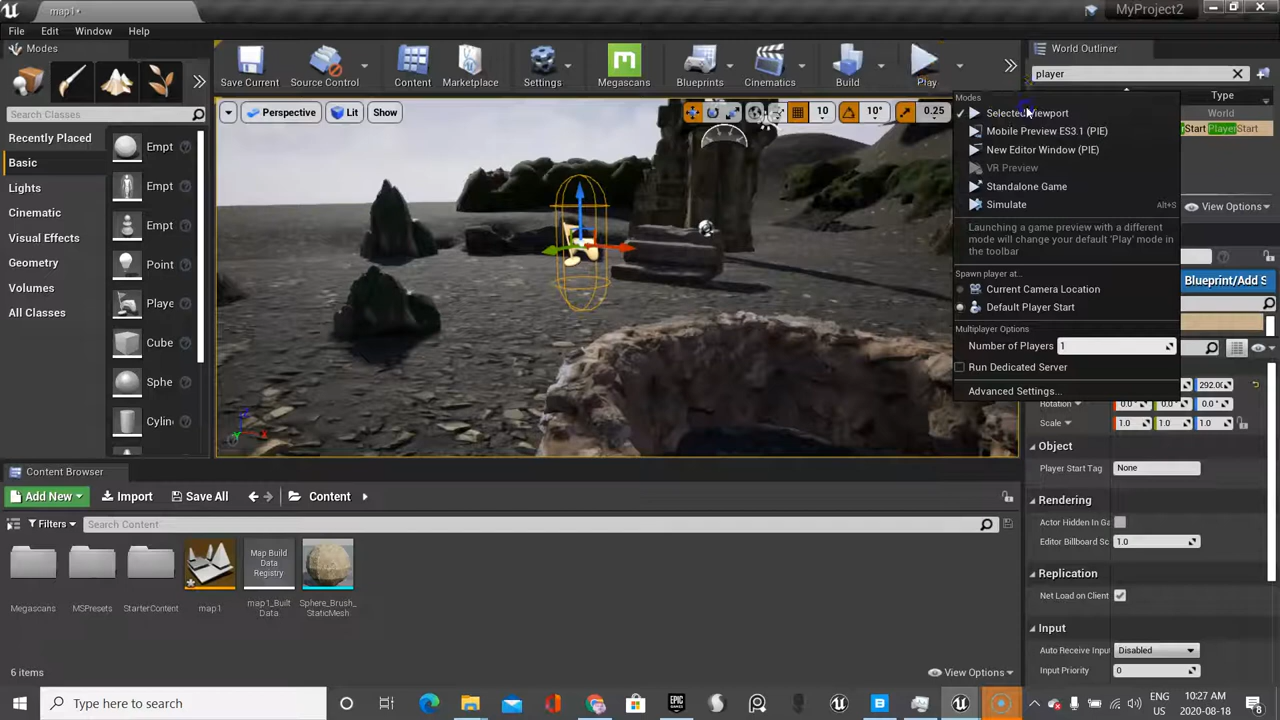 map1•
MyProject2
File Edit Window Help
Modes
World Outliner
Save Current Source Control Content Marketplace Settings Megascans Blueprints Cinematics Build Play
player
Search Classes
Type
Recently Placed
Basic
Lights
Cinematic
Visual Effects
Geometry
Volumes
All Classes
Empt
Empt
Empt
Point
Playe
Cube
Sphe
Cylin
Perspective Lit Show
10 10° 0.25
Modes
Selected Viewport
Mobile Preview ES3.1 (PIE)
New Editor Window (PIE)
VR Preview
Standalone Game
Simulate Alt+S
Launching a game preview with a different
mode will change your default 'Play' mode in
the toolbar
Spawn player at...
Current Camera Location
Default Player Start
Multiplayer Options
Number of Players 1
Run Dedicated Server
Advanced Settings...
World
Start PlayerStart
View Options
Blueprint/Add S
292.0
Rotation 0.0° 0.0° 0.0°
Scale 1.0 1.0 1.0
Object
Player Start Tag None
Rendering
Actor Hidden In Ga
Editor Billboard Sc 1.0
Replication
Net Load on Client
Input
Auto Receive Input Disabled
Input Priority 0
Content Browser
Add New Import Save All Content
Filters Search Content
Megascans
MSPresets
StarterContent
map1
Map Build
Data
Registry
map1_Built
Data
Sphere_Brush_
StaticMesh
6 items
View Options
Type here to search
ENG
US
10:27 AM
2020-08-18
8